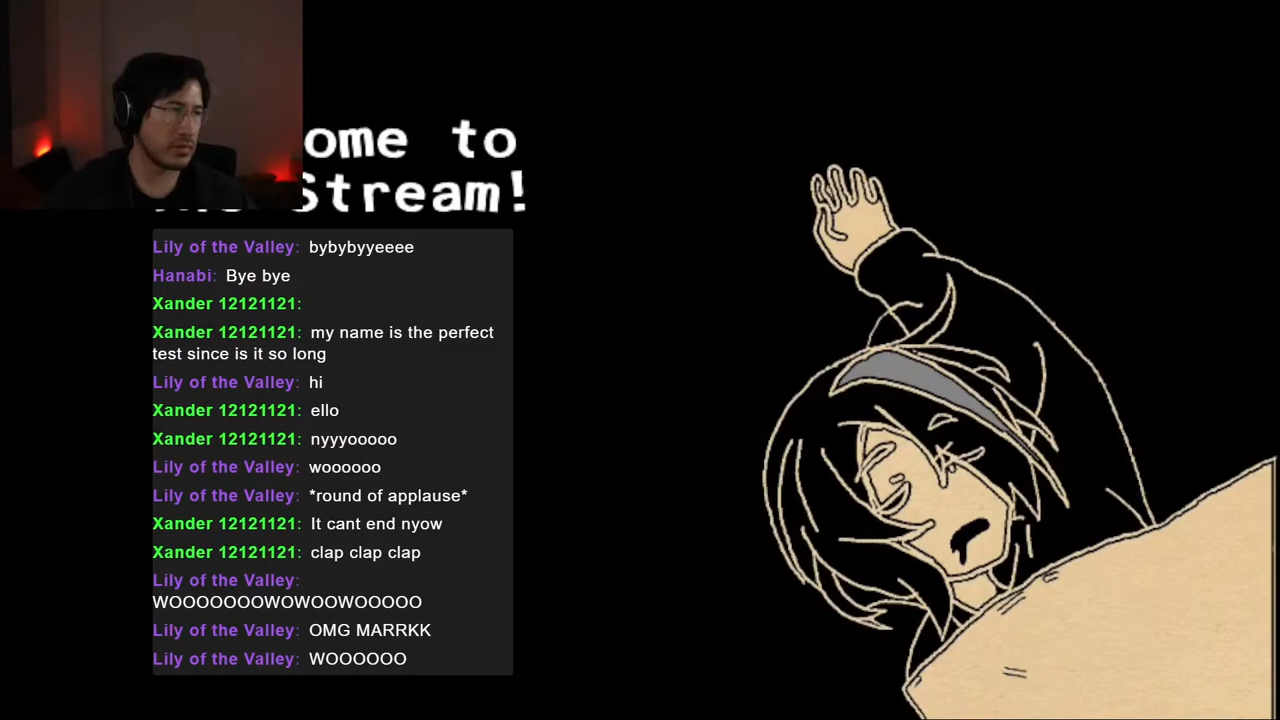 ome to
Stream!
Lily of the Valley: bybybyyeeee
Hanabi: Bye bye
Xander 12121121:
Xander 12121121: my name is the perfect
test since is it so long
Lily of the Valley: hi
Xander 12121121: ello
Xander 12121121: nyyyooooo
Lily of the Valley: woooooo
Lily of the Valley: *round of applause*
Xander 12121121: It cant end nyow
Xander 12121121: clap clap clap
Lily of the Valley:
WOOOOOOOWOWOOWOOOOO
Lily of the Valley: OMG MARRKK
Lily of the Valley: WOOOOOO